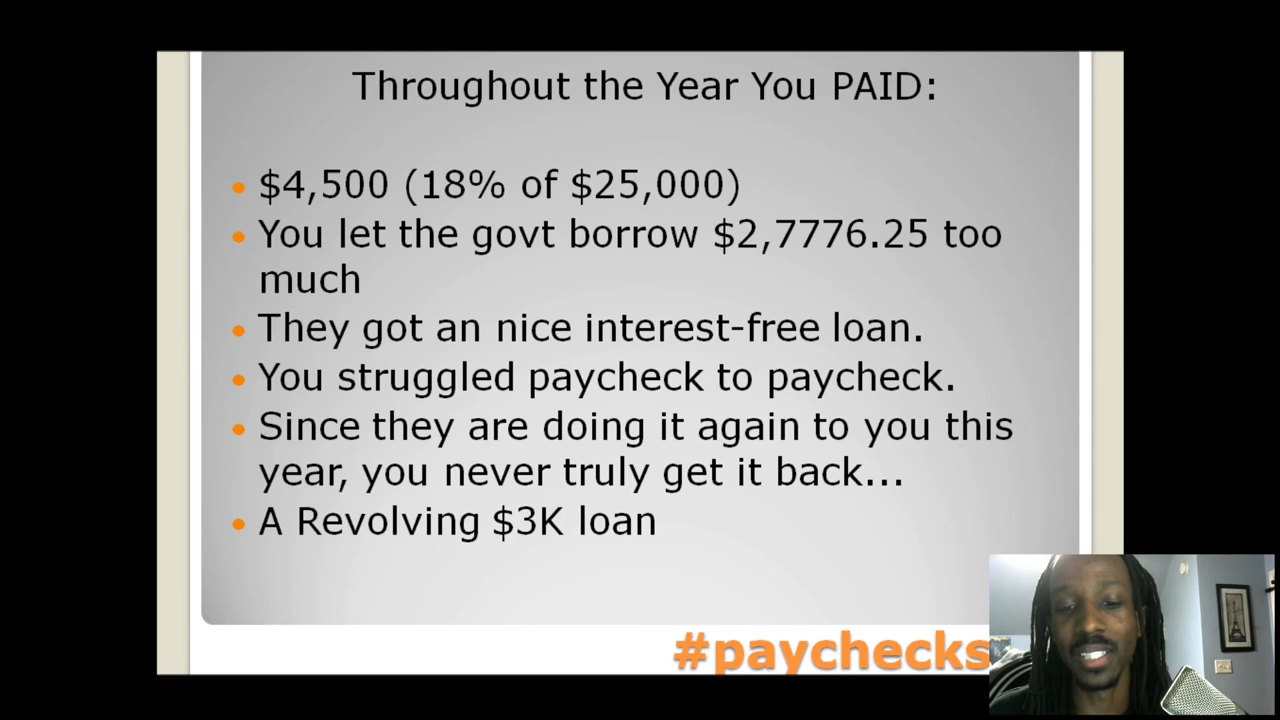 Throughout the Year You PAID:
$4,500 (18% of $25,000)
You let the govt borrow $2,7776.25 too
much
They got an nice interest-free loan.
You struggled paycheck to paycheck.
Since they are doing it again to you this
year, you never truly get it back...
A Revolving $3K loan
#paychecks